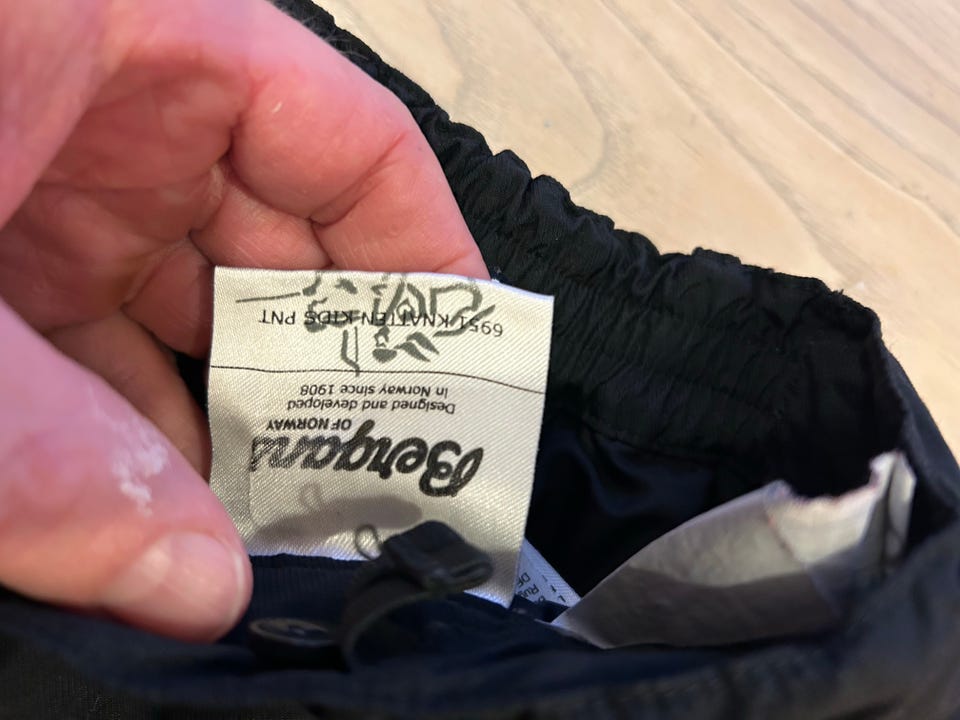 Bergans
OF NORWAY
Designed and developed
in Norway since 1908
6951 KNATTEN KIDS PNT